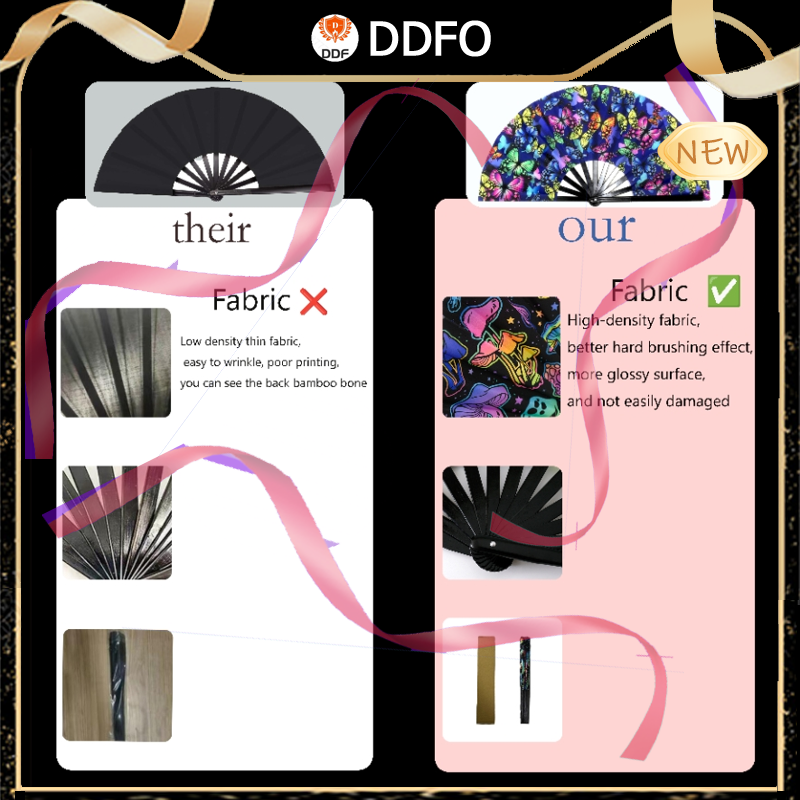 DDF
DDFO
NEW
their
Fabric ❌
Low density thin fabric,
easy to wrinkle, poor printing,
you can see the back bamboo bone
our
Fabric ✅
High-density fabric,
better hard brushing effect,
more glossy surface,
and not easily damaged